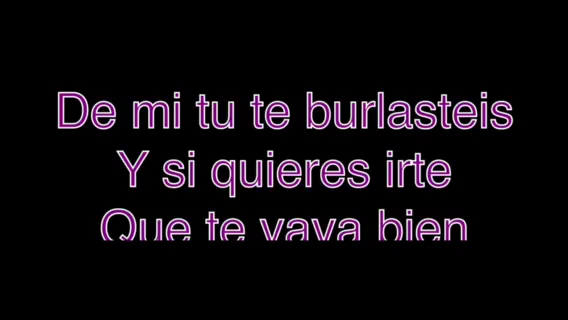 De mi tu te burlasteis
Y si quieres irte
Que te vaya bien